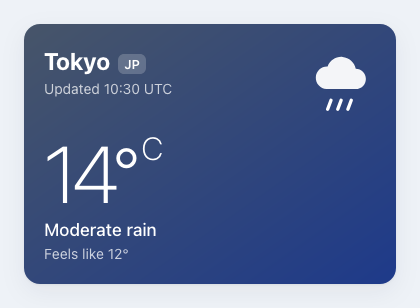 Tokyo JP
Updated 10:30 UTC
14°C
Moderate rain
Feels like 12°